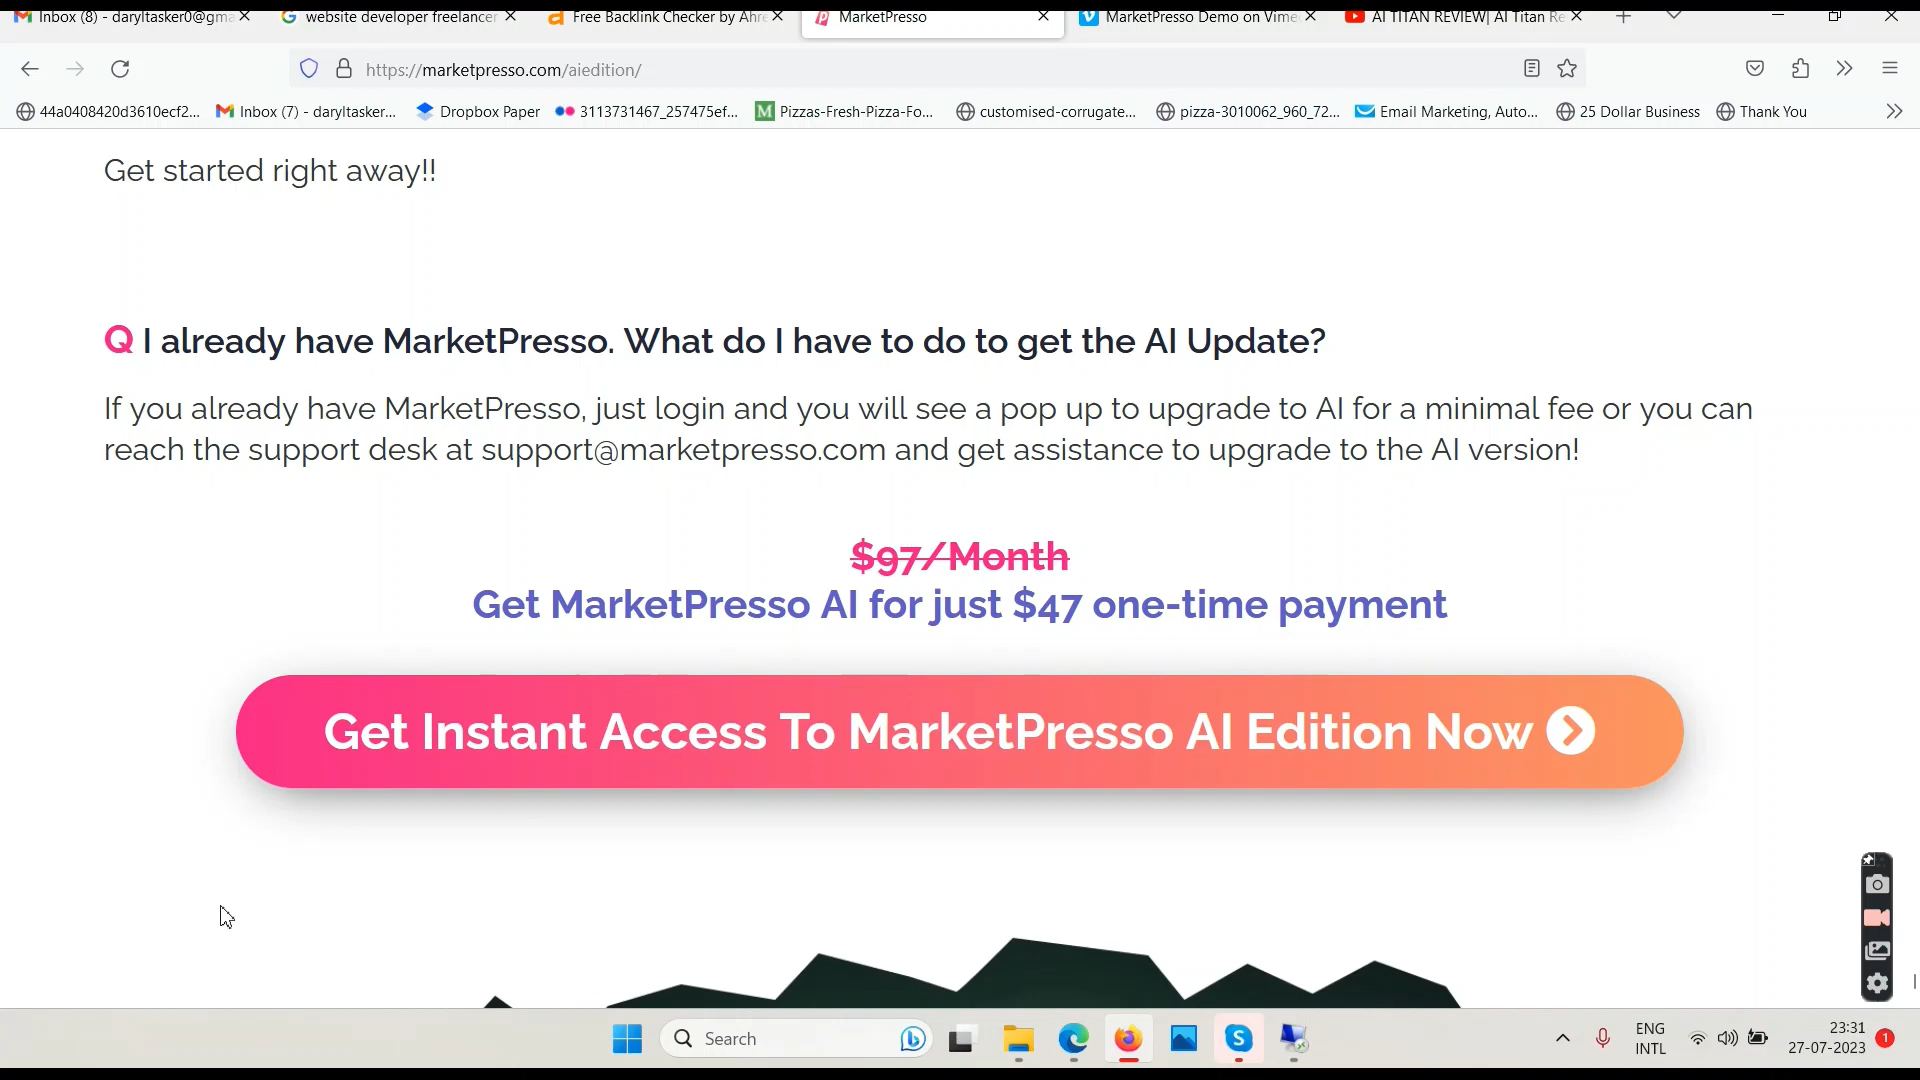 Inbox (8) - daryltasker0@gma
website developer freelancer
Free Backlink Checker by Ahre
MarketPresso
MarketPresso Demo on Vime
AI TITAN REVIEW| AI Titan Re
https://marketpresso.com/aiedition/
44a0408420d3610ecf2...
Inbox (7) - daryltasker...
Dropbox Paper
3113731467_257475ef...
M Pizzas-Fresh-Pizza-Fo...
customised-corrugate...
pizza-3010062_960_72...
Email Marketing, Auto...
25 Dollar Business
Thank You
Get started right away!!
Q I already have MarketPresso. What do I have to do to get the AI Update?
If you already have MarketPresso, just login and you will see a pop up to upgrade to AI for a minimal fee or you can
reach the support desk at support@marketpresso.com and get assistance to upgrade to the AI version!
$97/Month
Get MarketPresso AI for just $47 one-time payment
Get Instant Access To MarketPresso AI Edition Now
Search
ENG
INTL
23:31
27-07-2023
1